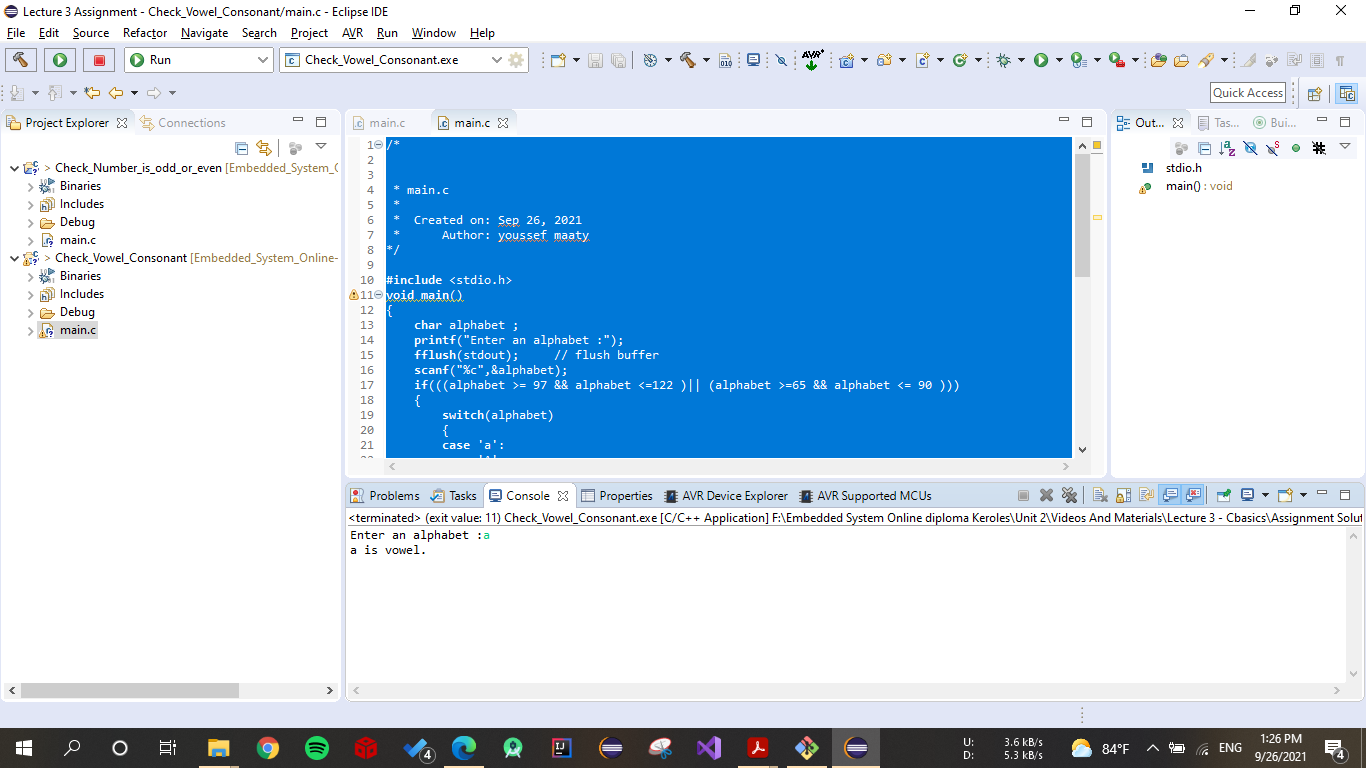 Lecture 3 Assignment - Check_Vowel_Consonant/main.c - Eclipse IDE
File Edit Source Refactor Navigate Search Project AVR Run Window Help
Run Check_Vowel_Consonant.exe
Quick Access
Project Explorer Connections
> Check_Number_is_odd_or_even [Embedded_System_O
Binaries
Includes
Debug
main.c
> Check_Vowel_Consonant [Embedded_System_Online-
Binaries
Includes
Debug
main.c
main.c main.c
1 /*
2
3
4 * main.c
5 *
6 * Created on: Sep 26, 2021
7 * Author: youssef maaty
8 */
9
10 #include <stdio.h>
11 void main()
12 {
13 char alphabet ;
14 printf("Enter an alphabet :");
15 fflush(stdout); // flush buffer
16 scanf("%c",&alphabet);
17 if(((alphabet >= 97 && alphabet <=122 )|| (alphabet >=65 && alphabet <= 90 )))
18 {
19 switch(alphabet)
20 {
21 case 'a':
Out... Tas... Bui...
stdio.h
main() : void
Problems Tasks Console Properties AVR Device Explorer AVR Supported MCUs
<terminated> (exit value: 11) Check_Vowel_Consonant.exe [C/C++ Application] F:\Embedded System Online diploma Keroles\Unit 2\Videos And Materials\Lecture 3 - Cbasics\Assignment Solut
Enter an alphabet :a
a is vowel.
4
U: 3.6 kB/s
D: 5.3 kB/s
84°F
ENG
1:26 PM
9/26/2021
4